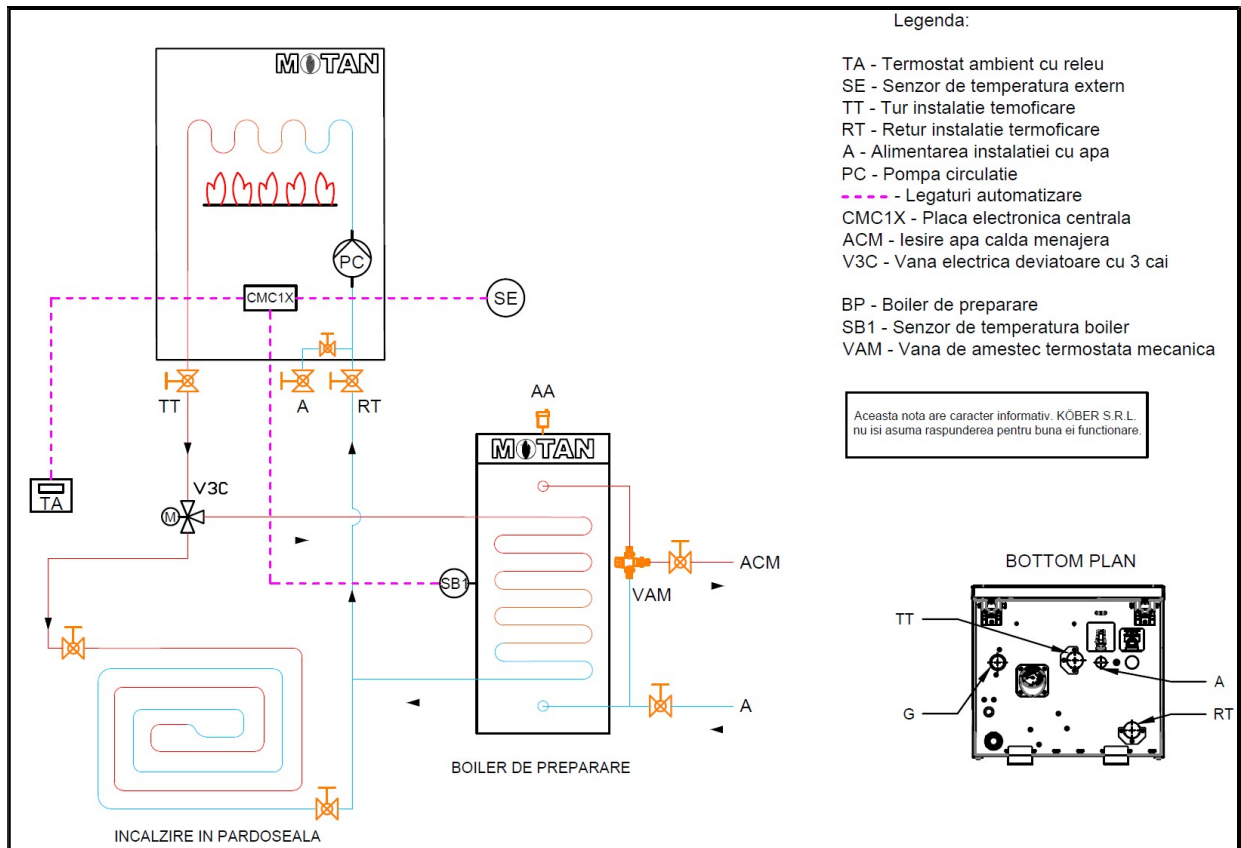 MOTAN
PC
CMC1X
SE
TT
A
RT
TA
V3C
M
AA
MOTAN
SB1
VAM
ACM
A
BOILER DE PREPARARE
INCALZIRE IN PARDOSEALA
Legenda:
TA - Termostat ambient cu releu
SE - Senzor de temperatura extern
TT - Tur instalatie temoficare
RT - Retur instalatie termoficare
A - Alimentarea instalatiei cu apa
PC - Pompa circulatie
- Legaturi automatizare
CMC1X - Placa electronica centrala
ACM - Iesire apa calda menajera
V3C - Vana electrica deviatoare cu 3 cai
BP - Boiler de preparare
SB1 - Senzor de temperatura boiler
VAM - Vana de amestec termostata mecanica
Aceasta nota are caracter informativ. KÖBER S.R.L.
nu isi asuma raspunderea pentru buna ei functionare.
BOTTOM PLAN
TT
G
A
RT